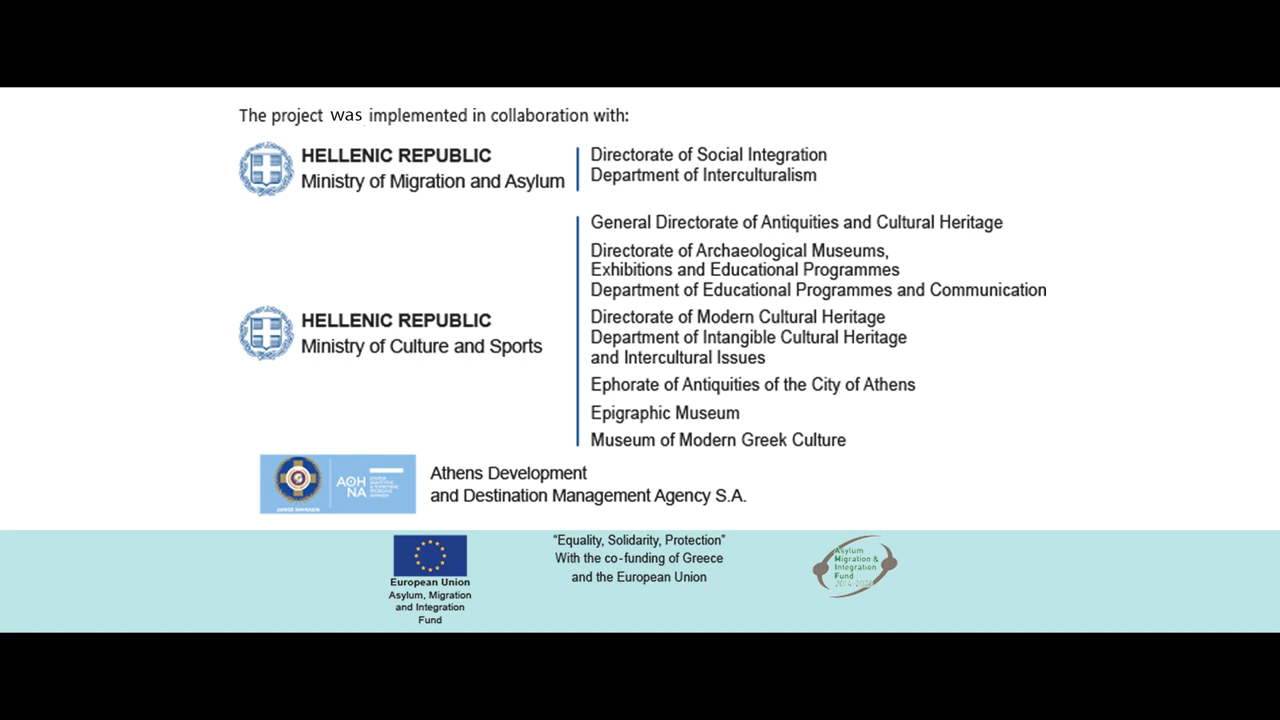 The project was implemented in collaboration with:
HELLENIC REPUBLIC
Ministry of Migration and Asylum
Directorate of Social Integration
Department of Interculturalism
HELLENIC REPUBLIC
Ministry of Culture and Sports
General Directorate of Antiquities and Cultural Heritage
Directorate of Archaeological Museums,
Exhibitions and Educational Programmes
Department of Educational Programmes and Communication
Directorate of Modern Cultural Heritage
Department of Intangible Cultural Heritage
and Intercultural Issues
Ephorate of Antiquities of the City of Athens
Epigraphic Museum
Museum of Modern Greek Culture
ΔΗΜΟΣ ΑΘΗΝΑΙΩΝ
ΑΘΗ
ΝΑ
Athens Development
and Destination Management Agency S.A.
European Union
Asylum, Migration
and Integration
Fund
“Equality, Solidarity, Protection”
With the co-funding of Greece
and the European Union
Asylum
Migration &
Integration
Fund